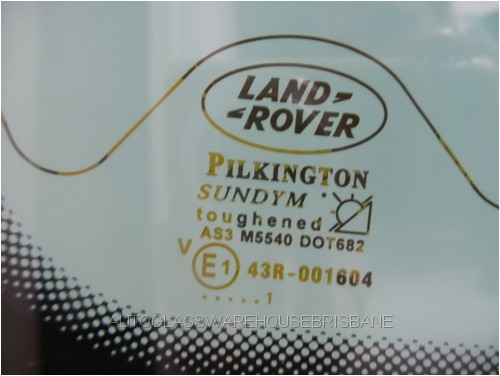 LAND
ROVER
PILKINGTON
SUNDYM
toughened
AS3 M5540 DOT682
V
E1 43R-001604
.....1
AUTOGLASSWAREHOUSEBRISBANE